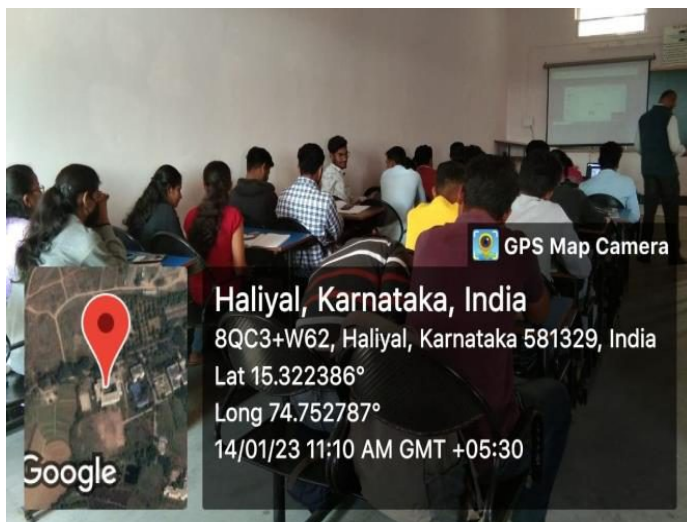 GPS Map Camera
Haliyal, Karnataka, India
8QC3+W62, Haliyal, Karnataka 581329, India
Lat 15.322386°
Long 74.752787°
14/01/23 11:10 AM GMT +05:30
Google